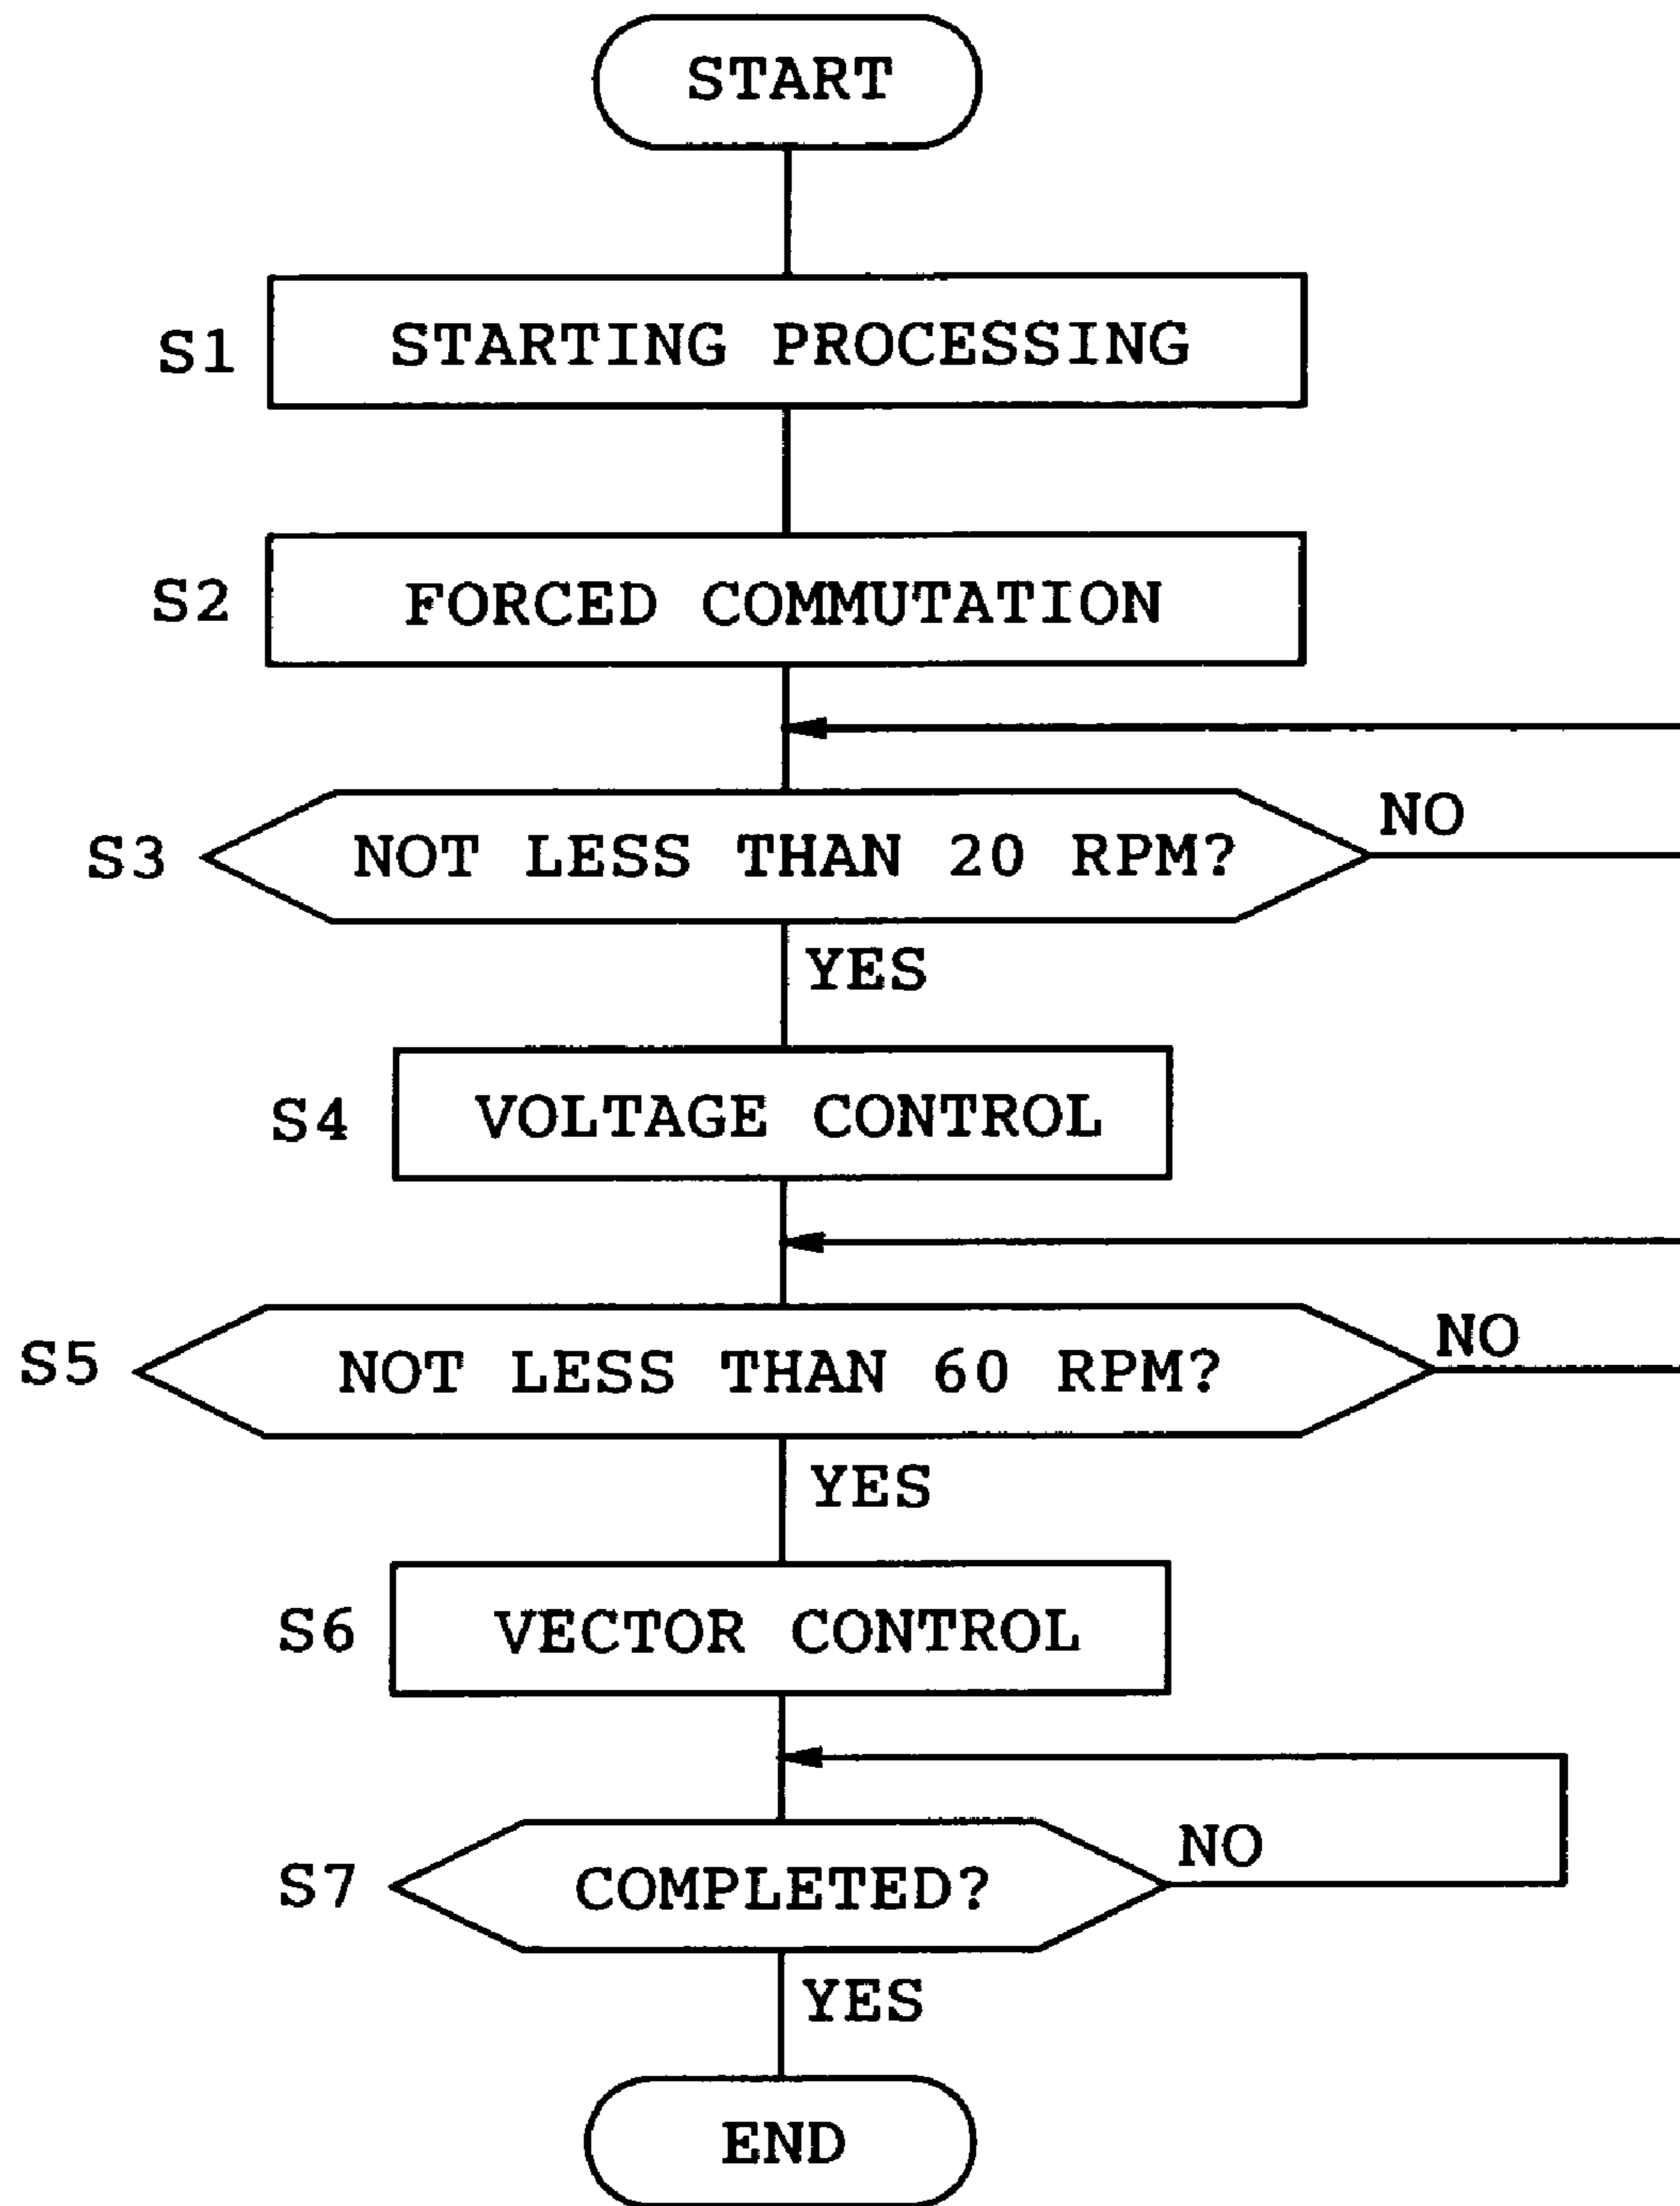 START
S1 STARTING PROCESSING
S2 FORCED COMMUTATION
S3 NOT LESS THAN 20 RPM? NO
YES
S4 VOLTAGE CONTROL
S5 NOT LESS THAN 60 RPM? NO
YES
S6 VECTOR CONTROL
S7 COMPLETED? NO
YES
END